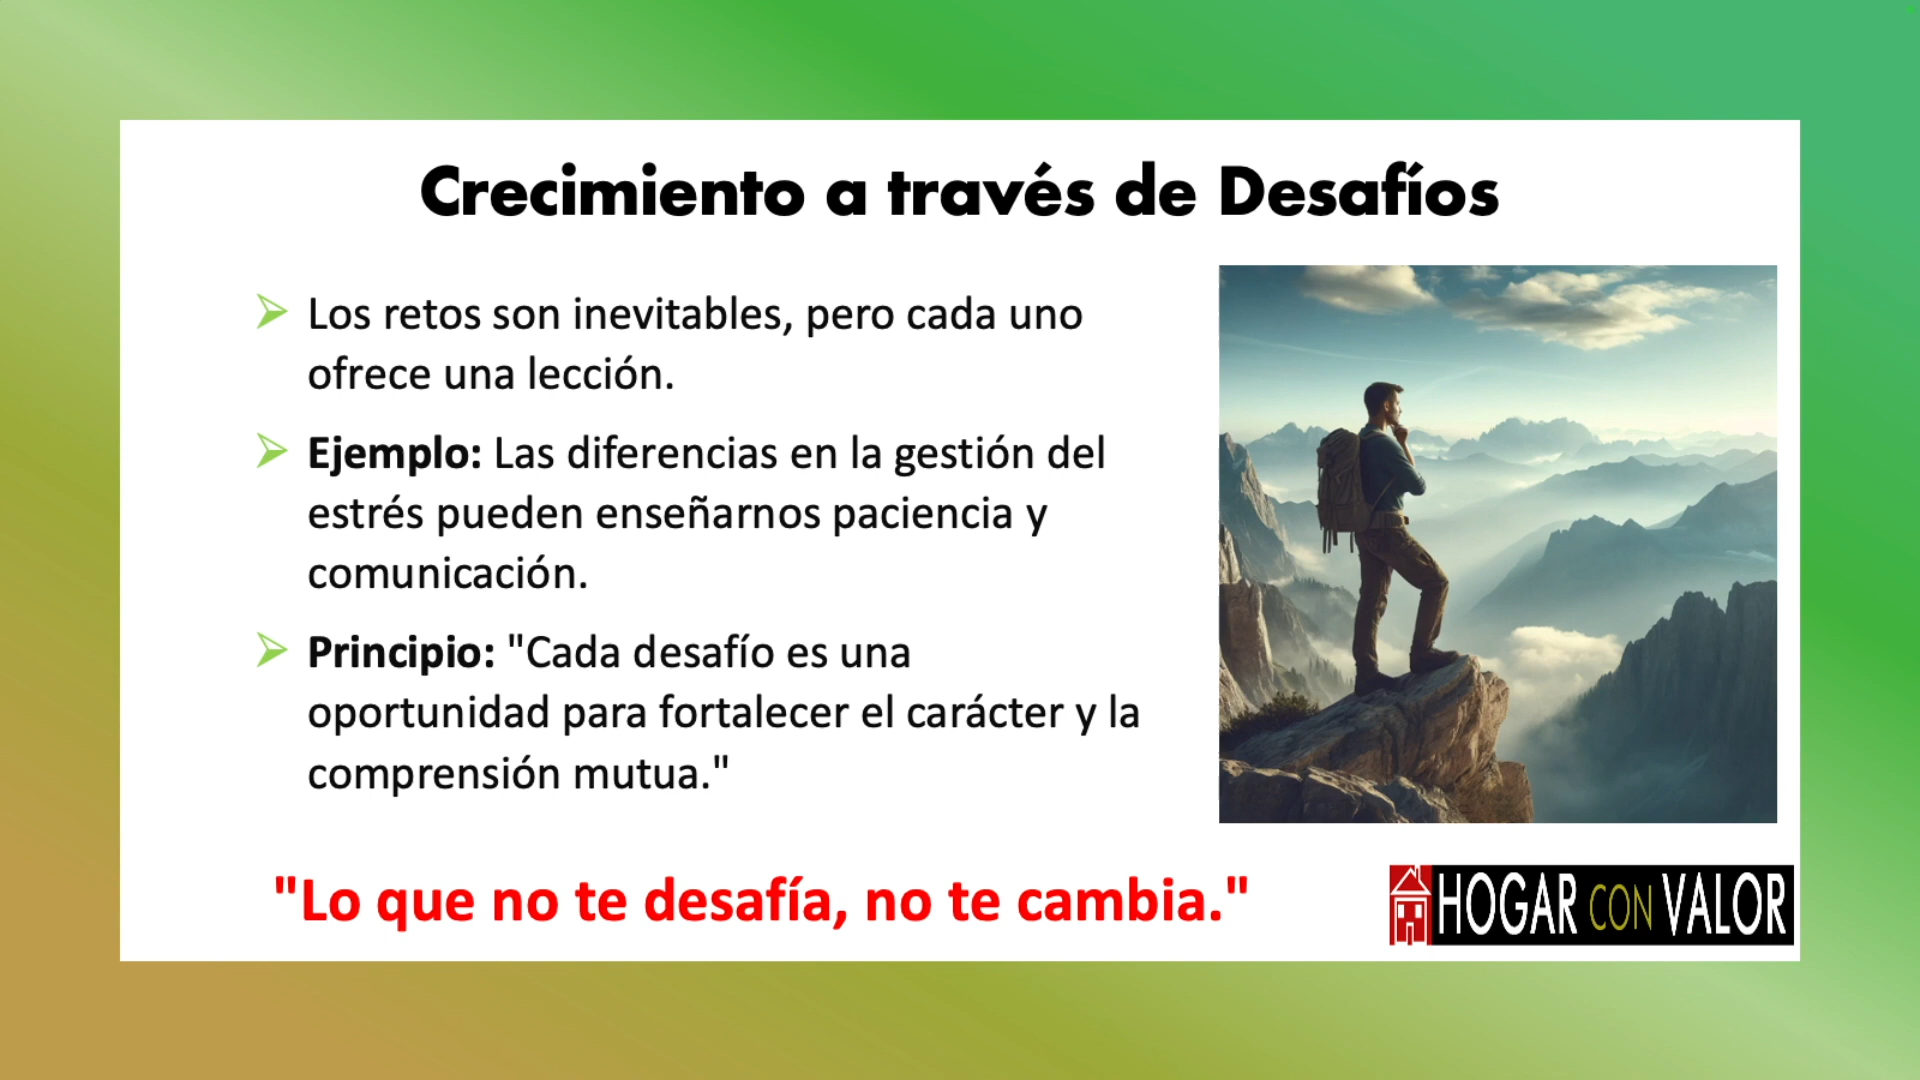 Crecimiento a través de Desafíos
Los retos son inevitables, pero cada uno
ofrece una lección.
Ejemplo: Las diferencias en la gestión del
estrés pueden enseñarnos paciencia y
comunicación.
Principio: "Cada desafío es una
oportunidad para fortalecer el carácter y la
comprensión mutua."
"Lo que no te desafía, no te cambia."
HOGAR CON VALOR